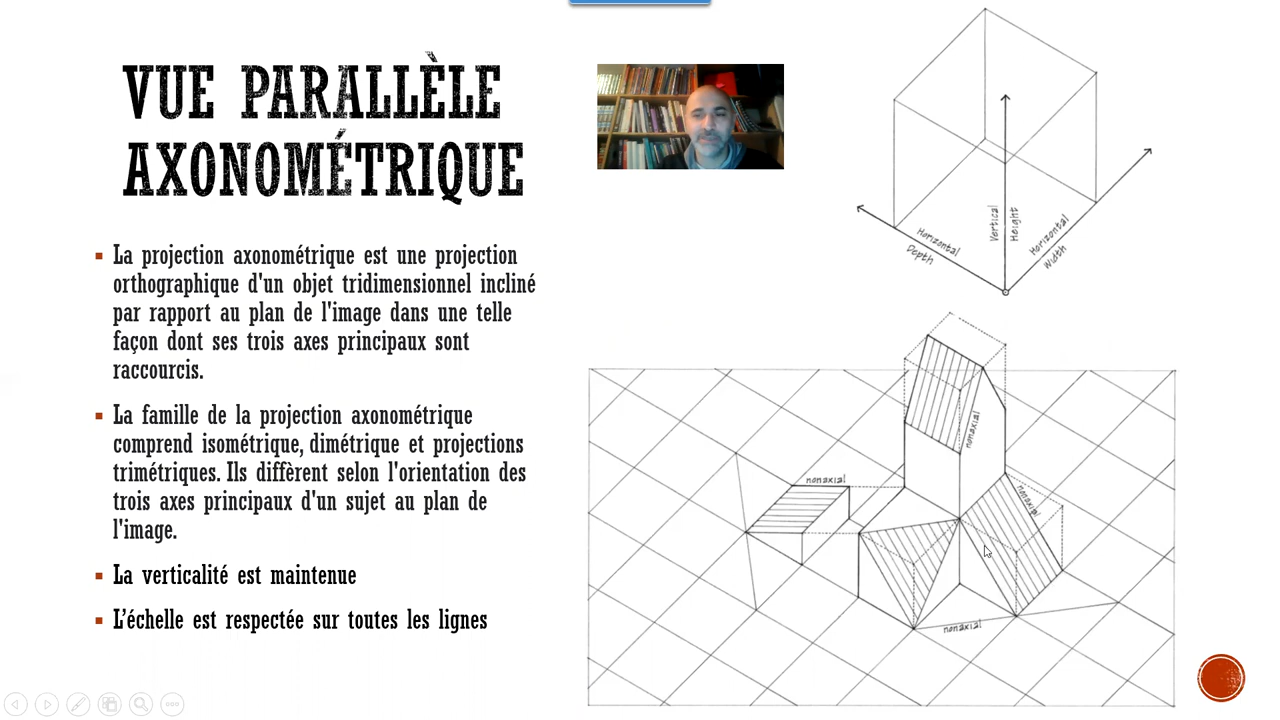 VUE PARALLÈLE
AXONOMÉTRIQUE
La projection axonométrique est une projection
orthographique d'un objet tridimensionnel incliné
par rapport au plan de l'image dans une telle
façon dont ses trois axes principaux sont
raccourcis.
La famille de la projection axonométrique
comprend isométrique, dimétrique et projections
trimétriques. Ils diffèrent selon l'orientation des
trois axes principaux d'un sujet au plan de
l'image.
La verticalité est maintenue
L'échelle est respectée sur toutes les lignes
Horizontal
Depth
Vertical
Height
Horizontal
Width
nonaxial
nonaxial
nonaxial
nonaxial